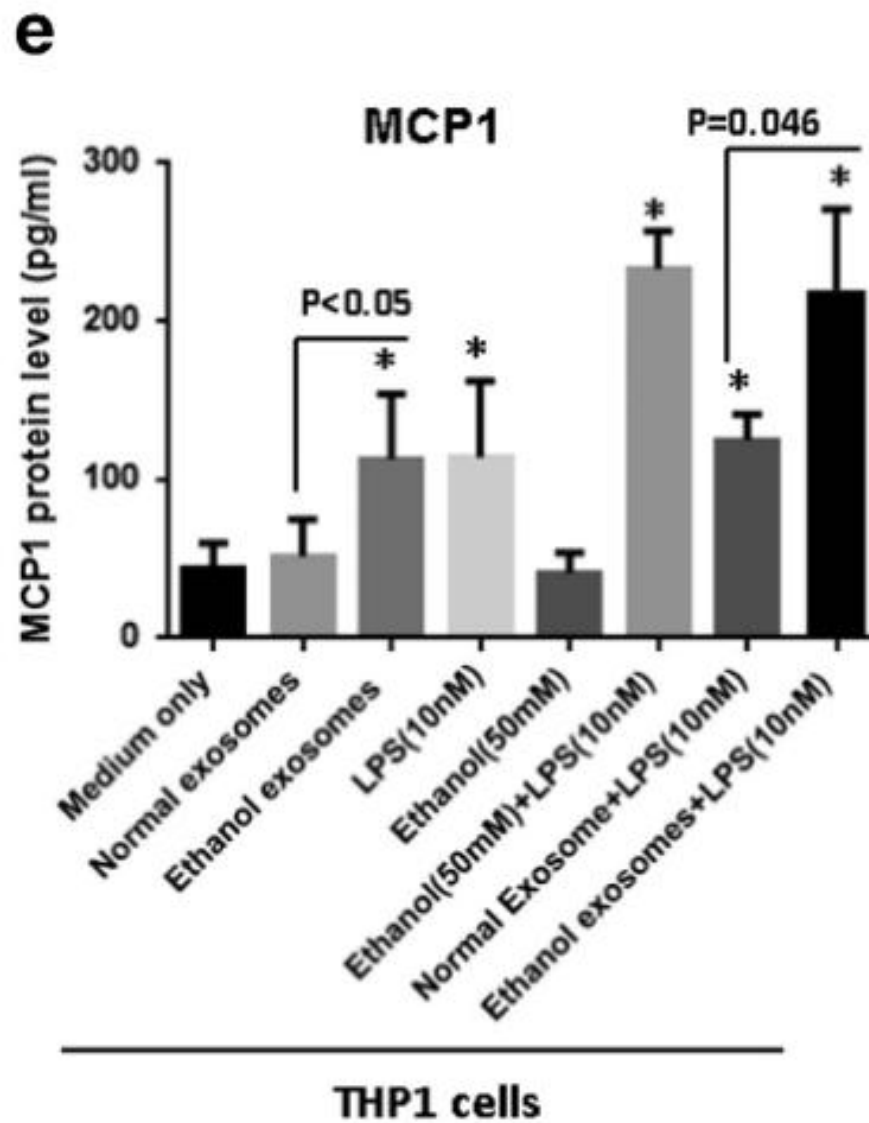 e
MCP1
P=0.046
MCP1 protein level (pg/ml)
300
200
100
0
P<0.05
*
*
*
*
*
Medium only
Normal exosomes
Ethanol exosomes
LPS(10nM)
Ethanol(50mM)
Ethanol(50mM)+LPS(10nM)
Normal Exosome+LPS(10nM)
Ethanol exosomes+LPS(10nM)
THP1 cells